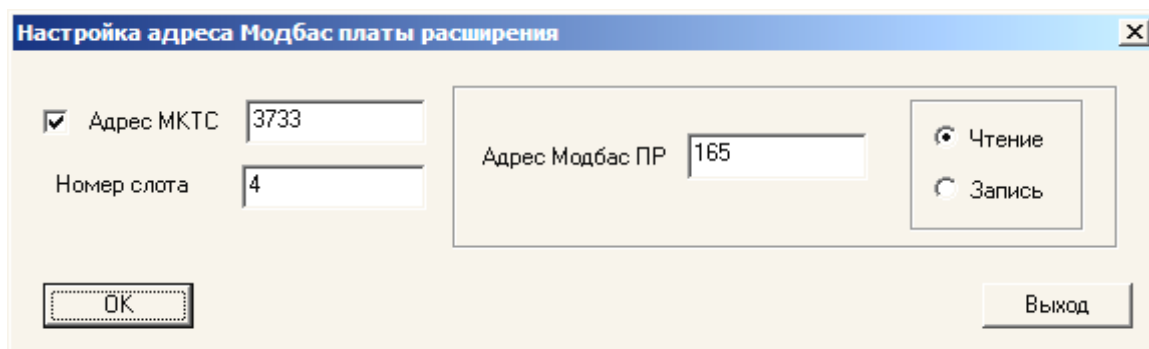 Настройка адреса Модбас платы расширения
Адрес МКТС 3733
Номер слота 4
Адрес Модбас ПР 165
Чтение
Запись
OK
Выход